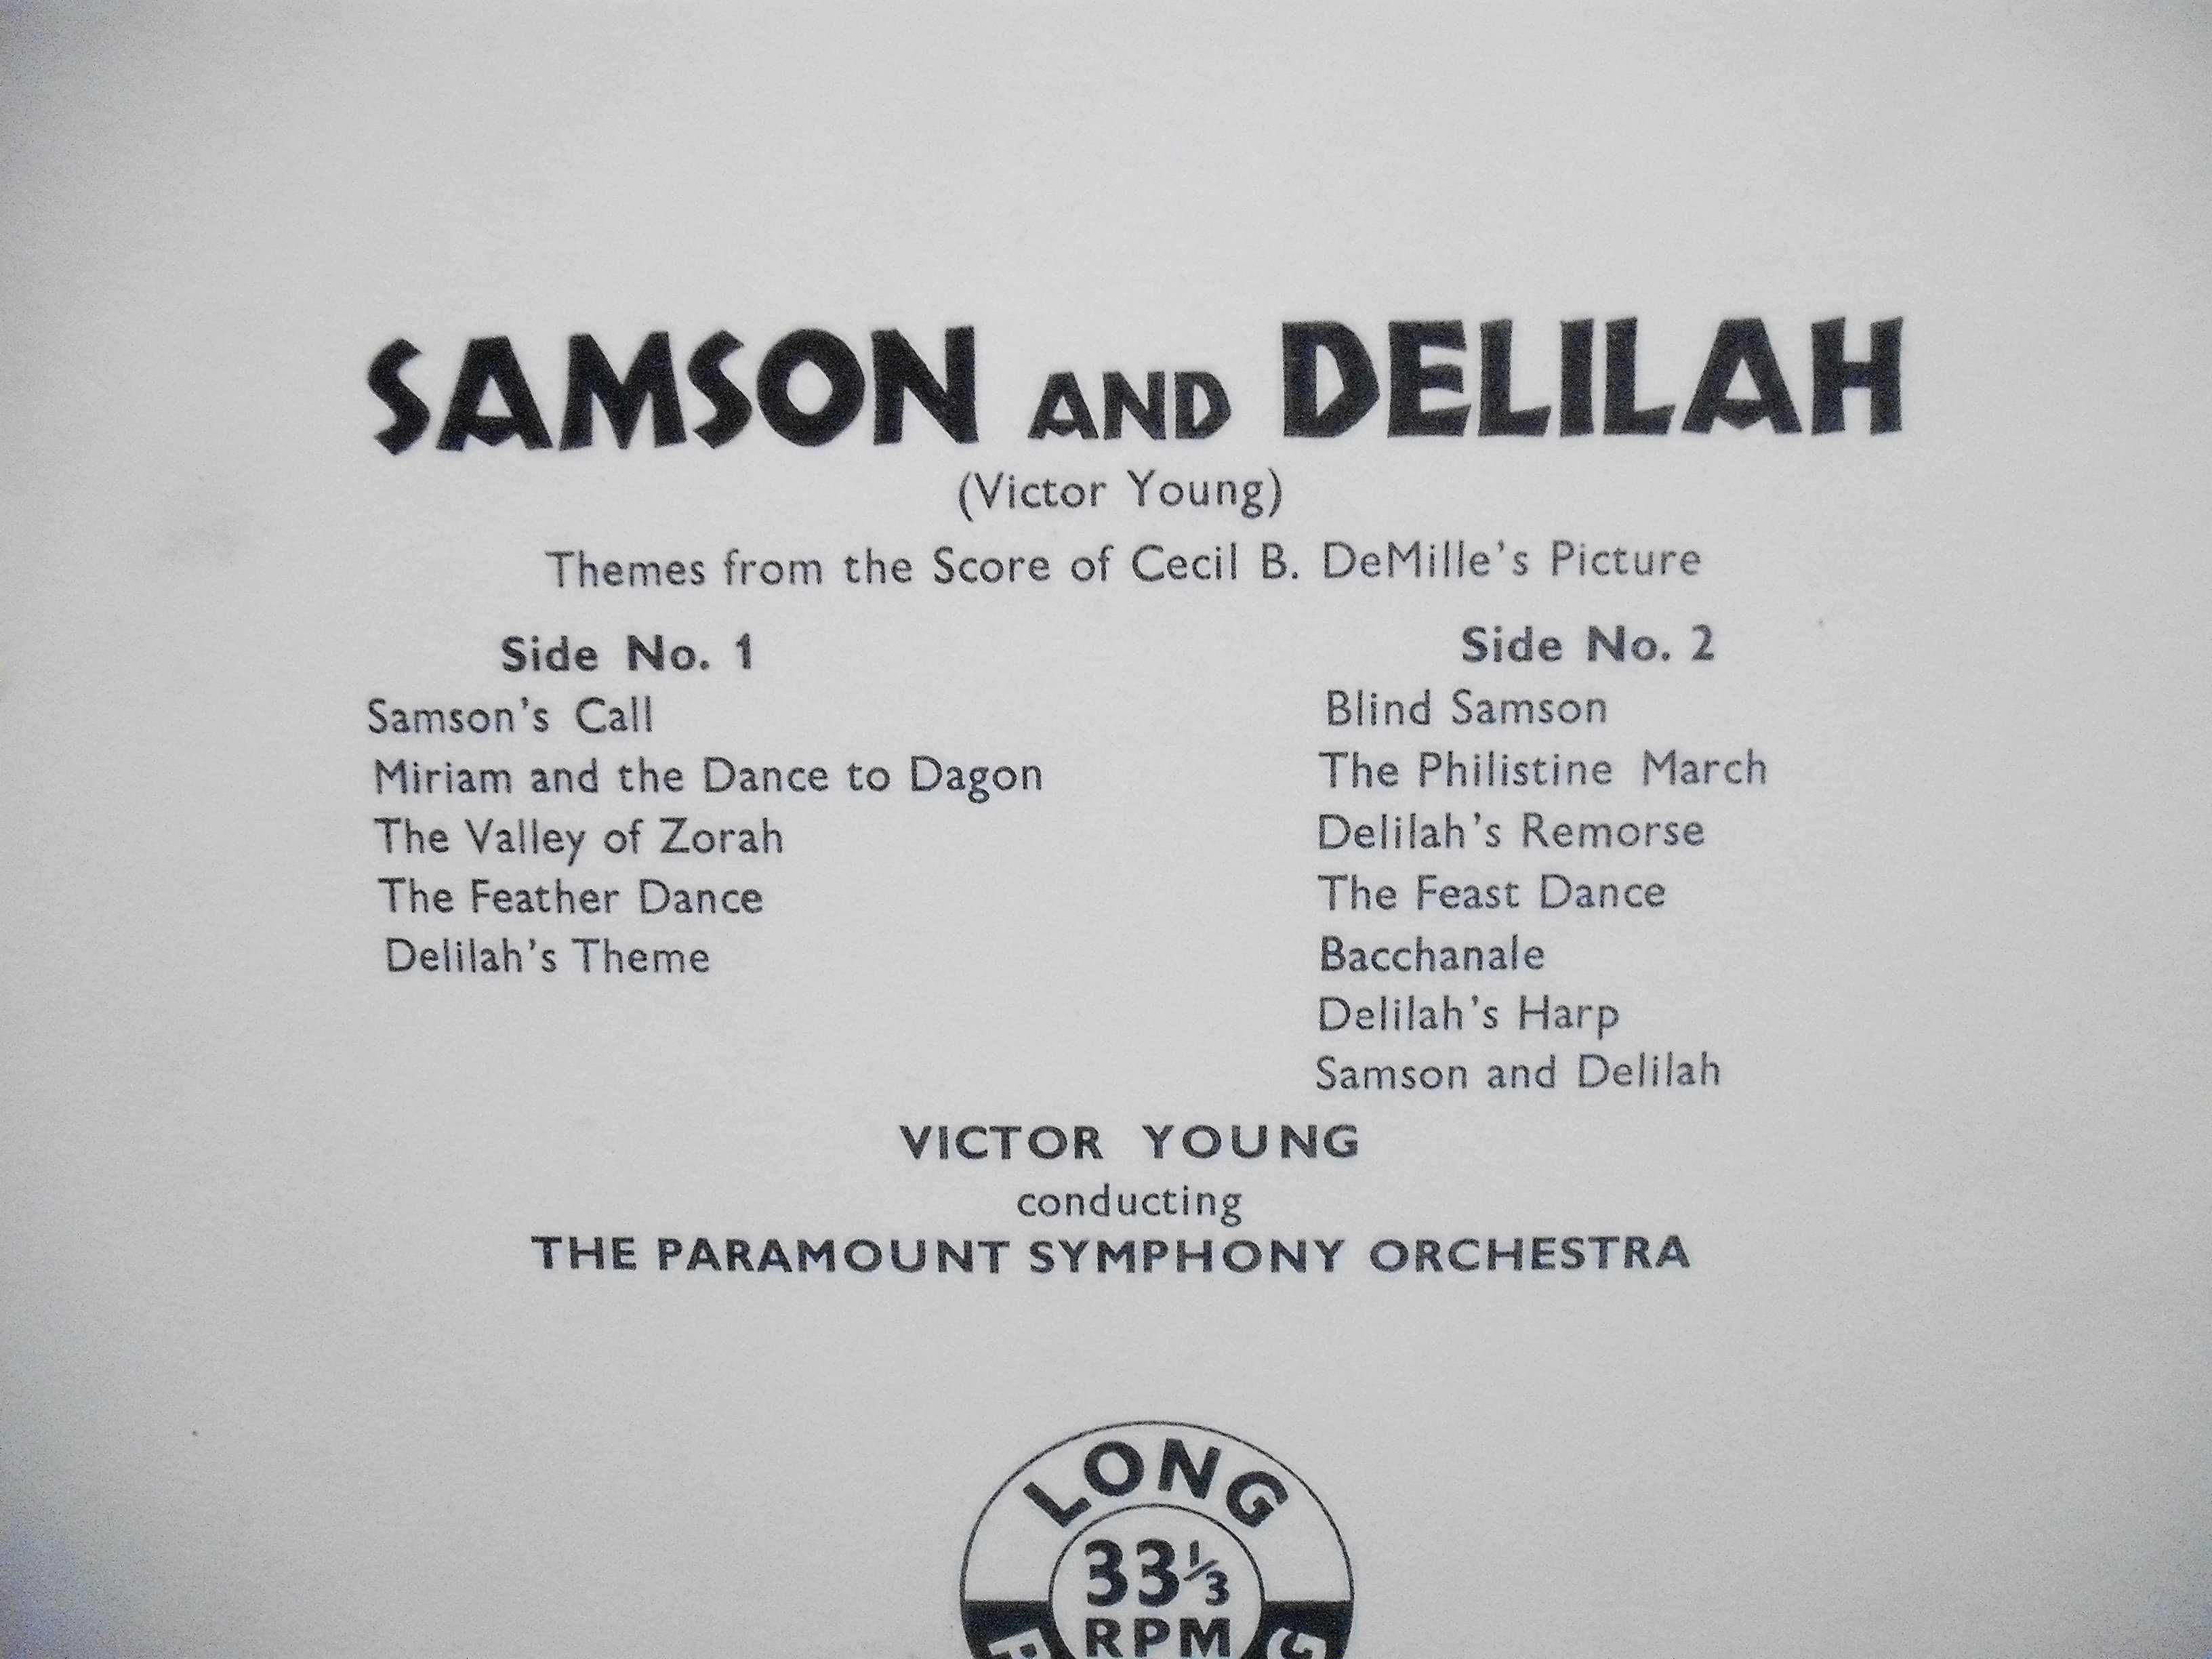 SAMSON AND DELILAH
(Victor Young)
Themes from the Score of Cecil B. DeMille's Picture
Side No. 1
Samson's Call
Miriam and the Dance to Dagon
The Valley of Zorah
The Feather Dance
Delilah's Theme
Side No. 2
Blind Samson
The Philistine March
Delilah's Remorse
The Feast Dance
Bacchanale
Delilah's Harp
Samson and Delilah
VICTOR YOUNG
conducting
THE PARAMOUNT SYMPHONY ORCHESTRA
LONG
33⅓
RPM